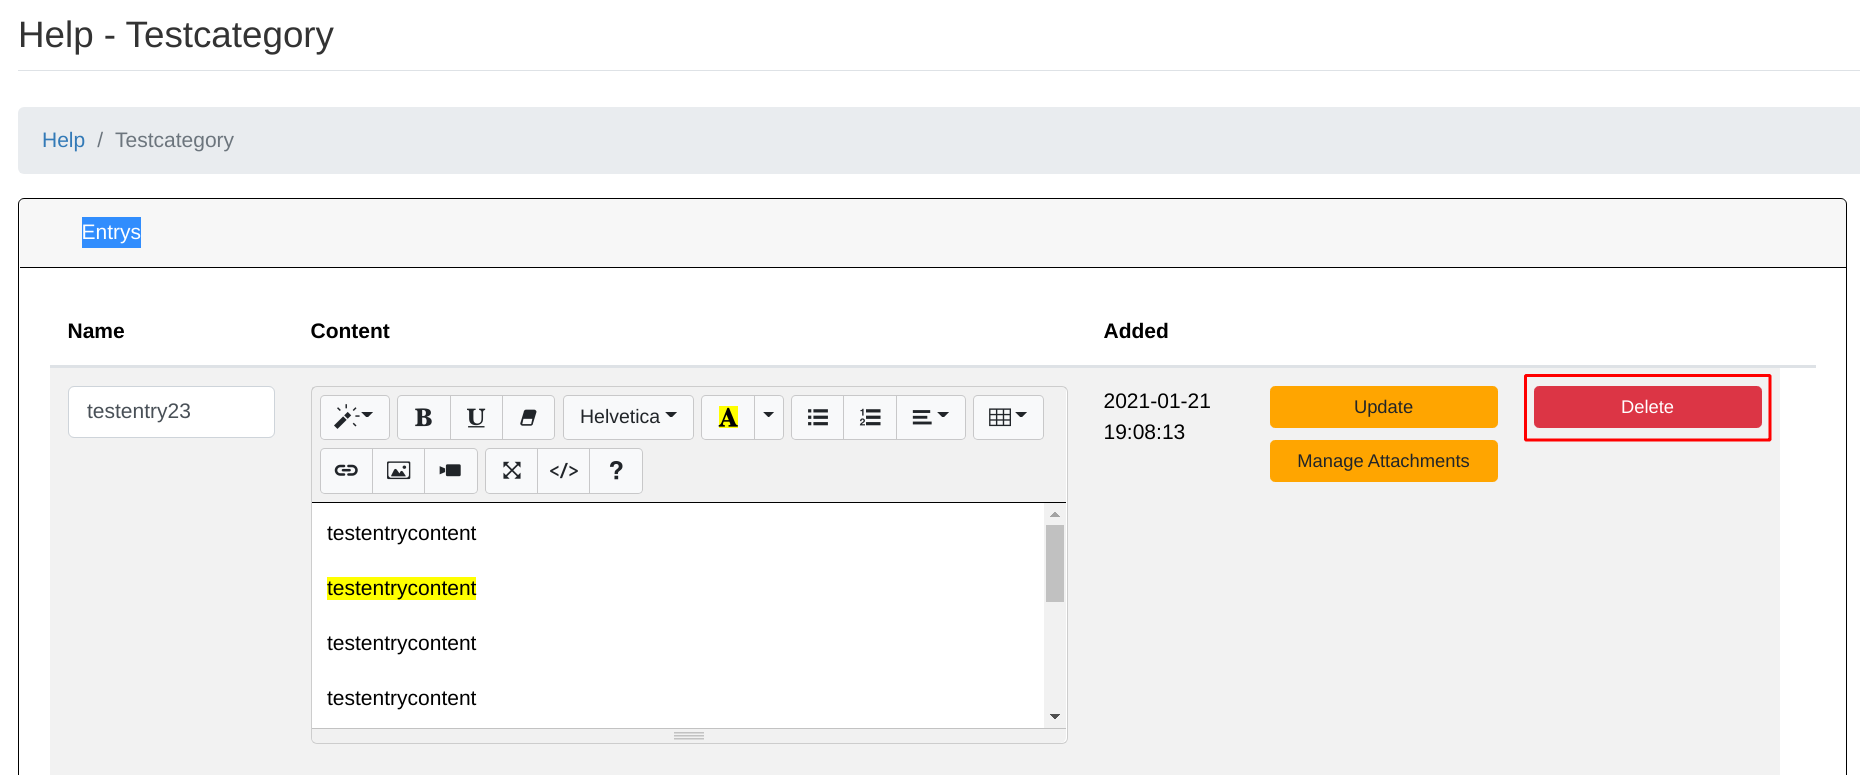 Help - Testcategory
Help / Testcategory
Entrys
Name Content Added
testentry23
B U Helvetica A
</> ?
testentrycontent
testentrycontent
testentrycontent
testentrycontent
2021-01-21
19:08:13
Update
Manage Attachments
Delete